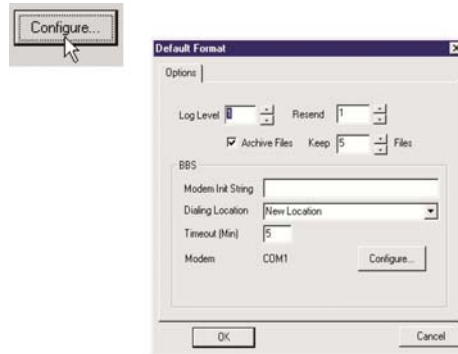 Configure...
Default Format
Options
Log Level 1 Resend 1
Archive Files Keep 5 Files
BBS
Modem Init String
Dialing Location New Location
Timeout (Min) 5
Modem COM1 Configure...
OK Cancel